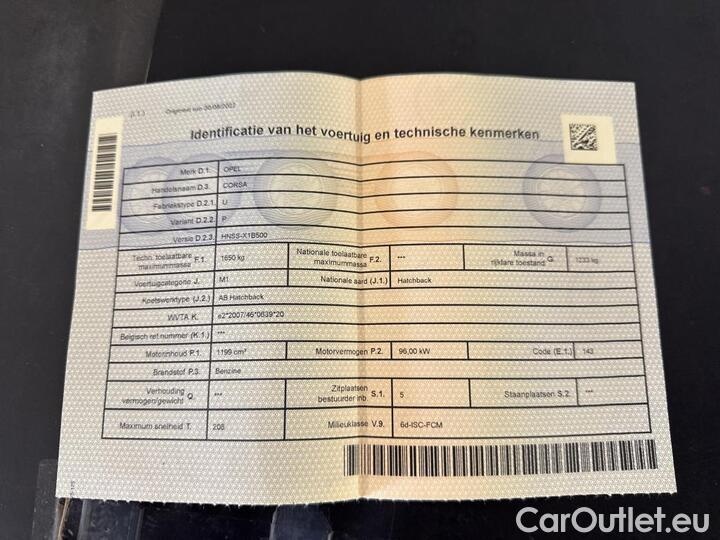 (I.1.) Origineel van 30/08/2022
Identificatie van het voertuig en technische kenmerken
Merk D.1. OPEL
Handelsnaam D.3. CORSA
Fabriekstype D.2.1. U
Variant D.2.2. P
Versie D.2.3. HNSS-X1B500
Techn. toelaatbare maximummassa F.1. 1650 kg Nationale toelaatbare maximummassa F.2. *** Massa in rijklare toestand G. 1233 kg
Voertuigcategorie J. M1 Nationale aard (J.1.) Hatchback
Koetswerktype (J.2.) AB Hatchback
WVTA K. e2*2007/46*0639*20
Belgisch ref.nummer (K.1.) ***
Motorinhoud P.1. 1199 cm³ Motorvermogen P.2. 96,00 kW Code (E.1.) 143
Brandstof P.3. Benzine
Verhouding vermogen/gewicht Q. *** Zitplaatsen bestuurder inb. S.1. 5 Staanplaatsen S.2. ***
Maximum snelheid T. 208 Milieuklasse V.9. 6d-ISC-FCM
CarOutlet.eu